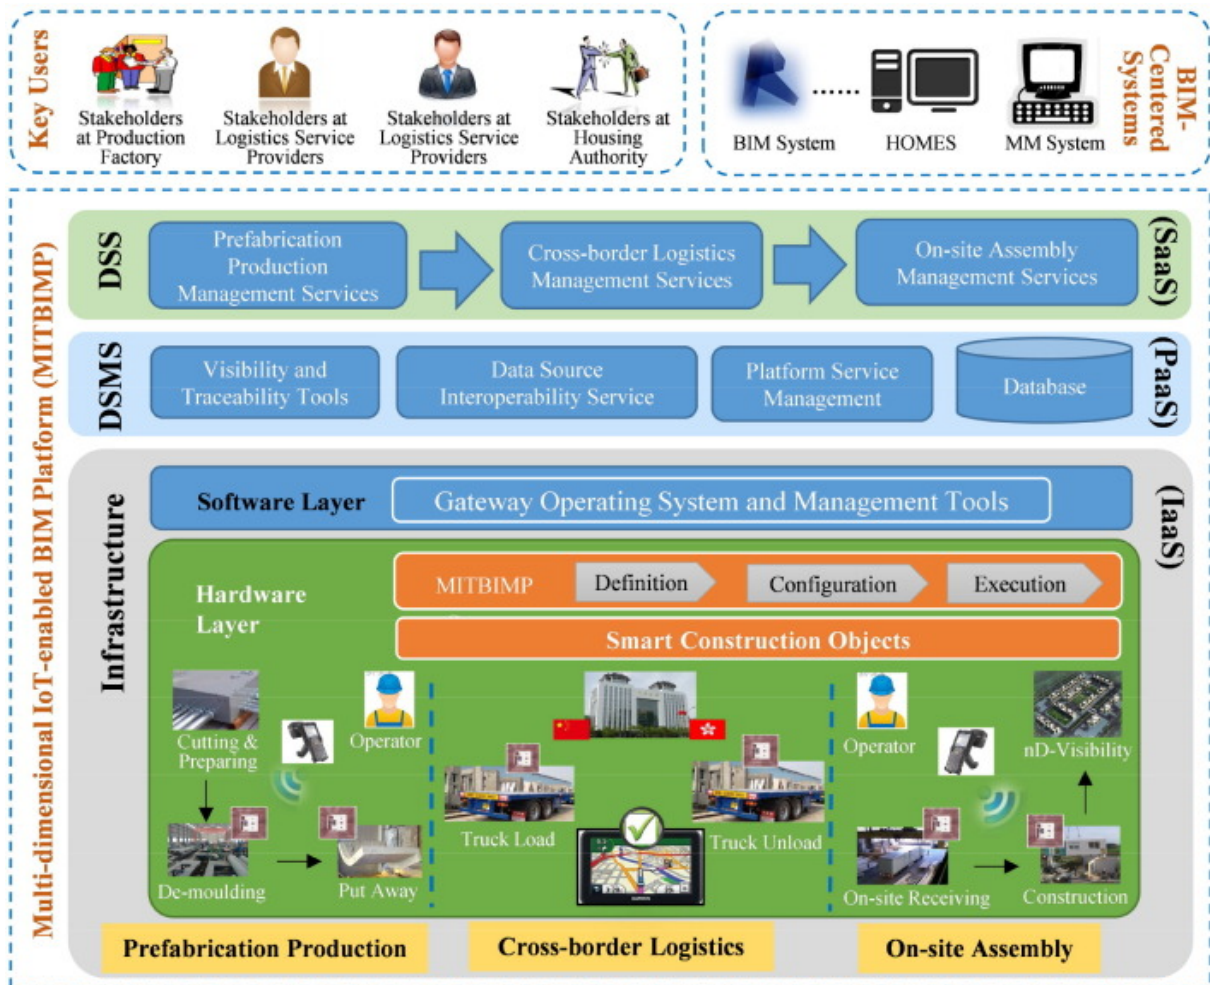 Key Users
Stakeholders
at Production
Factory
Stakeholders at
Logistics Service
Providers
Stakeholders at
Logistics Service
Providers
Stakeholders at
Housing
Authority
BIM System
......
HOMES
MM System
BIM-
Centered
Systems
Multi-dimensional IoT-enabled BIM Platform (MITBIMP)
DSS
Prefabrication
Production
Management Services
Cross-border Logistics
Management Services
On-site Assembly
Management Services
(SaaS)
DSMS
Visibility and
Traceability Tools
Data Source
Interoperability Service
Platform Service
Management
Database
(PaaS)
Infrastructure
Software Layer
Gateway Operating System and Management Tools
(IaaS)
Hardware
Layer
MITBIMP
Definition
Configuration
Execution
Smart Construction Objects
Cutting &
Preparing
Operator
De-moulding
Put Away
Truck Load
Truck Unload
GARMIN
Operator
nD-Visibility
On-site Receiving
Construction
Prefabrication Production
Cross-border Logistics
On-site Assembly